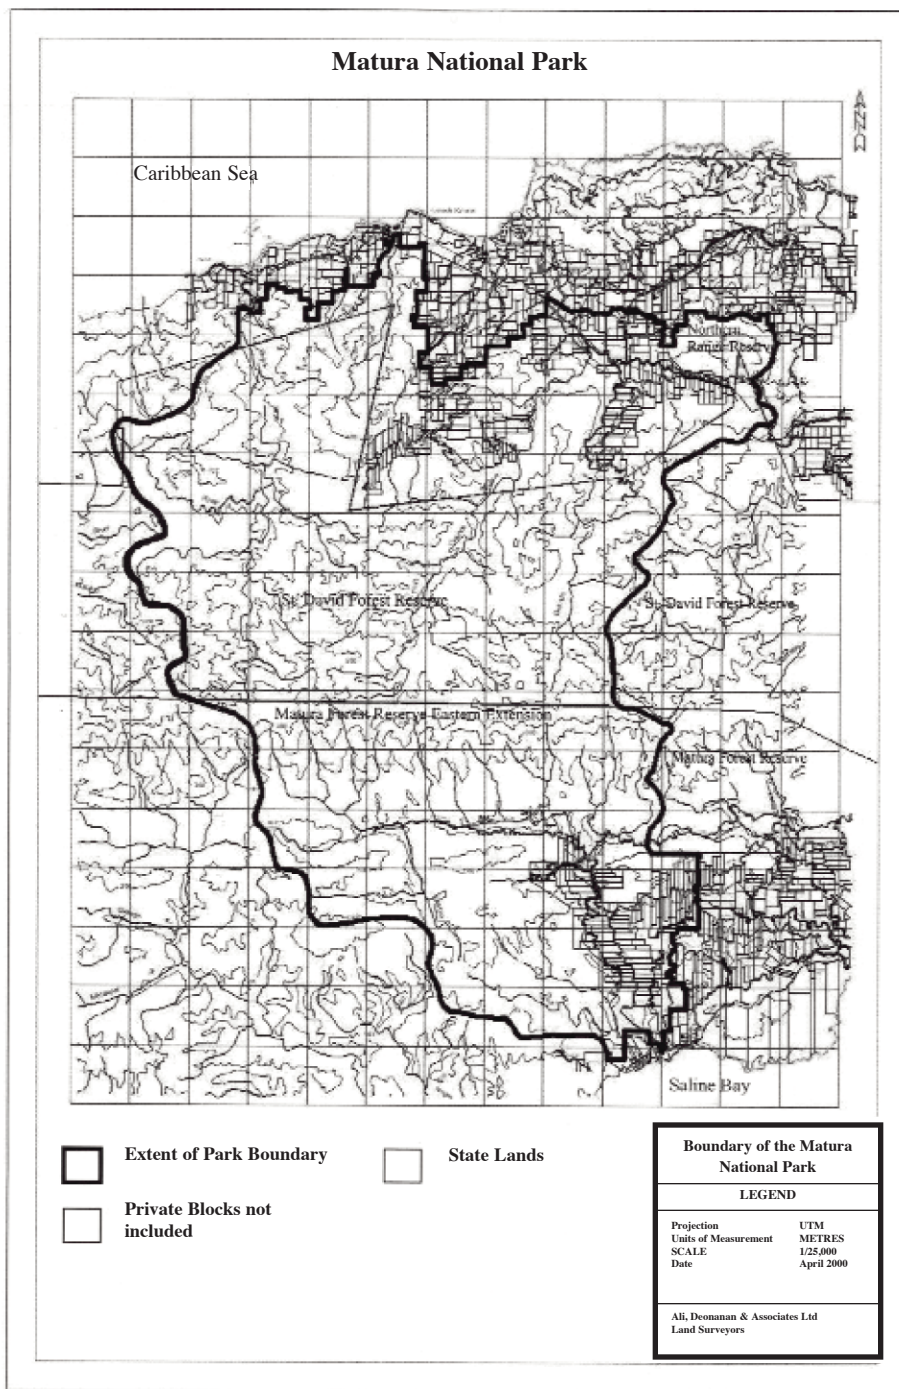 Matura National Park
Caribbean Sea
Northern
Range Reserve
St. David Forest Reserve
St. David Forest Reserve
Matura Forest Reserve Eastern Extension
Matura Forest Reserve
Saline Bay
Extent of Park Boundary
State Lands
Private Blocks not
included
Boundary of the Matura
National Park
LEGEND
Projection UTM
Units of Measurement METRES
SCALE 1/25,000
Date April 2000
Ali, Deonanan & Associates Ltd
Land Surveyors